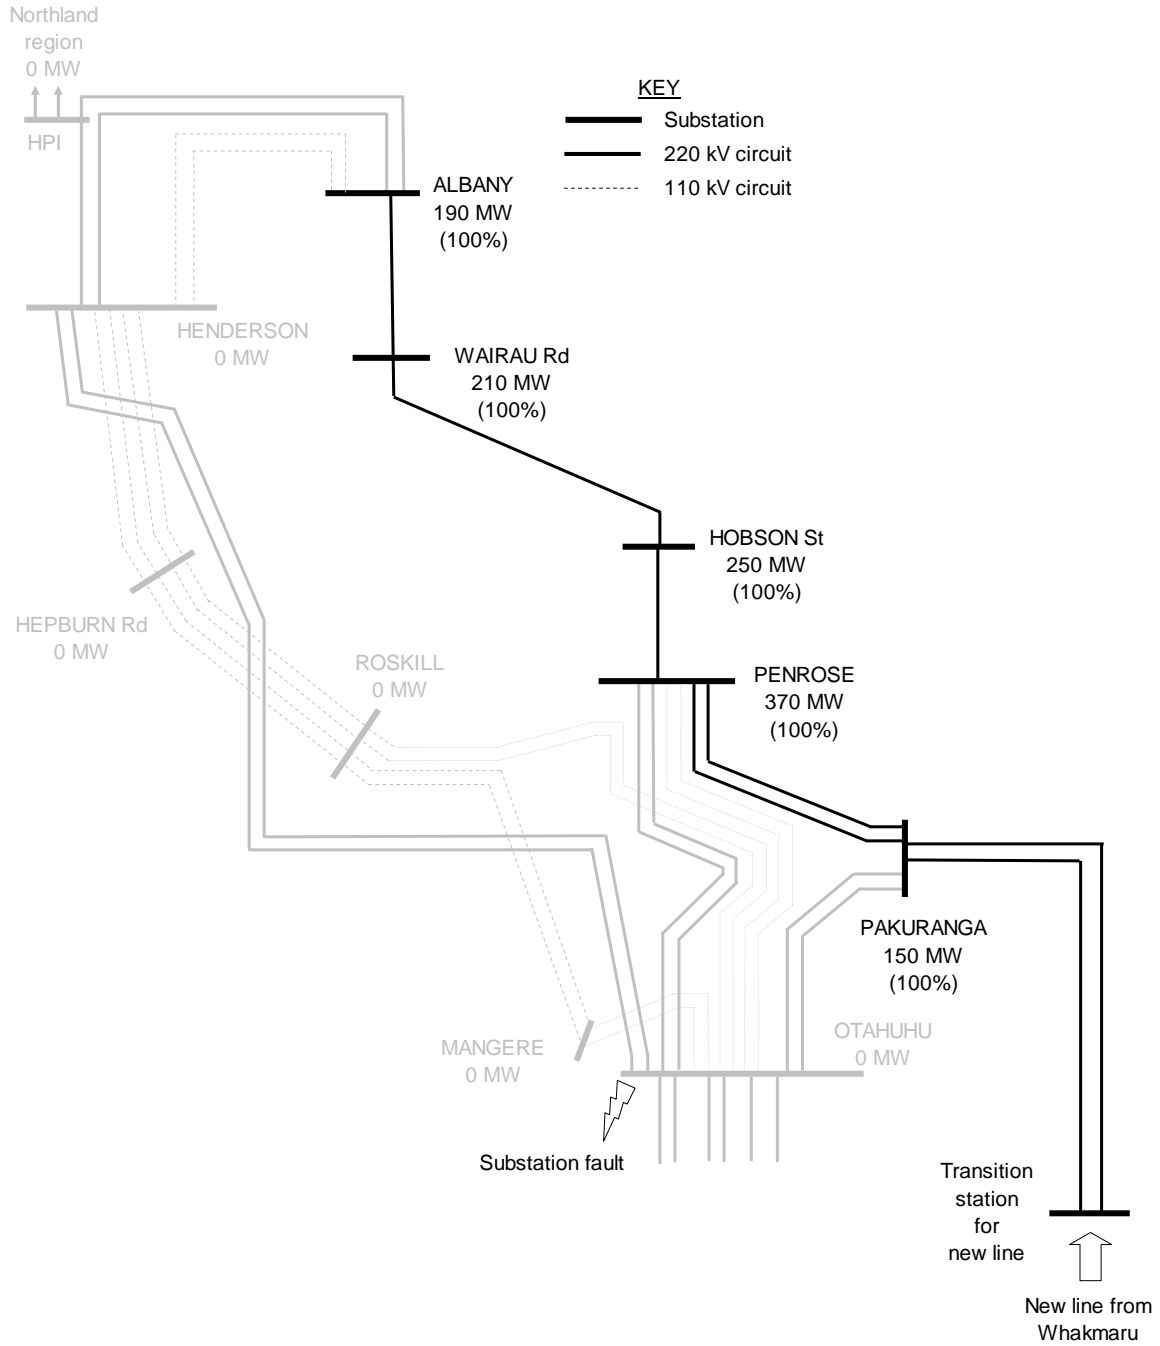 Northland
region
0 MW
HPI
KEY
Substation
220 kV circuit
110 kV circuit
ALBANY
190 MW
(100%)
HENDERSON
0 MW
WAIRAU Rd
210 MW
(100%)
HOBSON St
250 MW
(100%)
HEPBURN Rd
0 MW
ROSKILL
0 MW
PENROSE
370 MW
(100%)
PAKURANGA
150 MW
(100%)
MANGERE
0 MW
OTAHUHU
0 MW
Substation fault
Transition
station
for
new line
New line from
Whakmaru